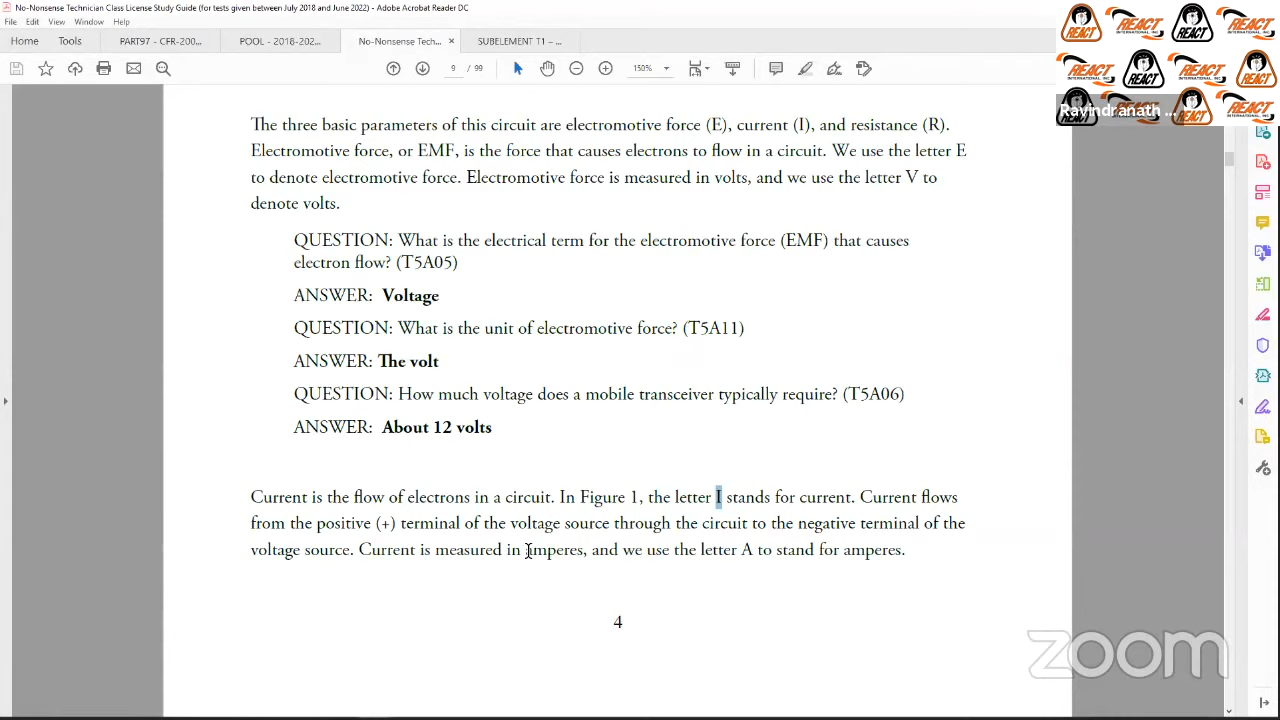 No-Nonsense Technician Class License Study Guide (for tests given between July 2018 and June 2022) - Adobe Acrobat Reader DC
File Edit View Window Help
Home Tools PART97 - CFR-200... POOL - 2018-202... No-Nonsense Tech... × SUBELEMENT T5 –...
9 / 99 150%
REACT INTERNATIONAL, INC.
Ravindranath ...
The three basic parameters of this circuit are electromotive force (E), current (I), and resistance (R).
Electromotive force, or EMF, is the force that causes electrons to flow in a circuit. We use the letter E
to denote electromotive force. Electromotive force is measured in volts, and we use the letter V to
denote volts.
QUESTION: What is the electrical term for the electromotive force (EMF) that causes
electron flow? (T5A05)
ANSWER: Voltage
QUESTION: What is the unit of electromotive force? (T5A11)
ANSWER: The volt
QUESTION: How much voltage does a mobile transceiver typically require? (T5A06)
ANSWER: About 12 volts
Current is the flow of electrons in a circuit. In Figure 1, the letter I stands for current. Current flows
from the positive (+) terminal of the voltage source through the circuit to the negative terminal of the
voltage source. Current is measured in amperes, and we use the letter A to stand for amperes.
4
zoom